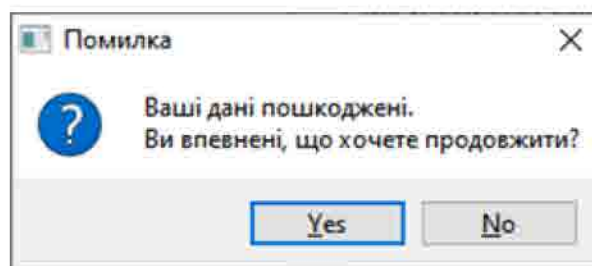 Помилка
Ваші дані пошкоджені.
Ви впевнені, що хочете продовжити?
Yes
No